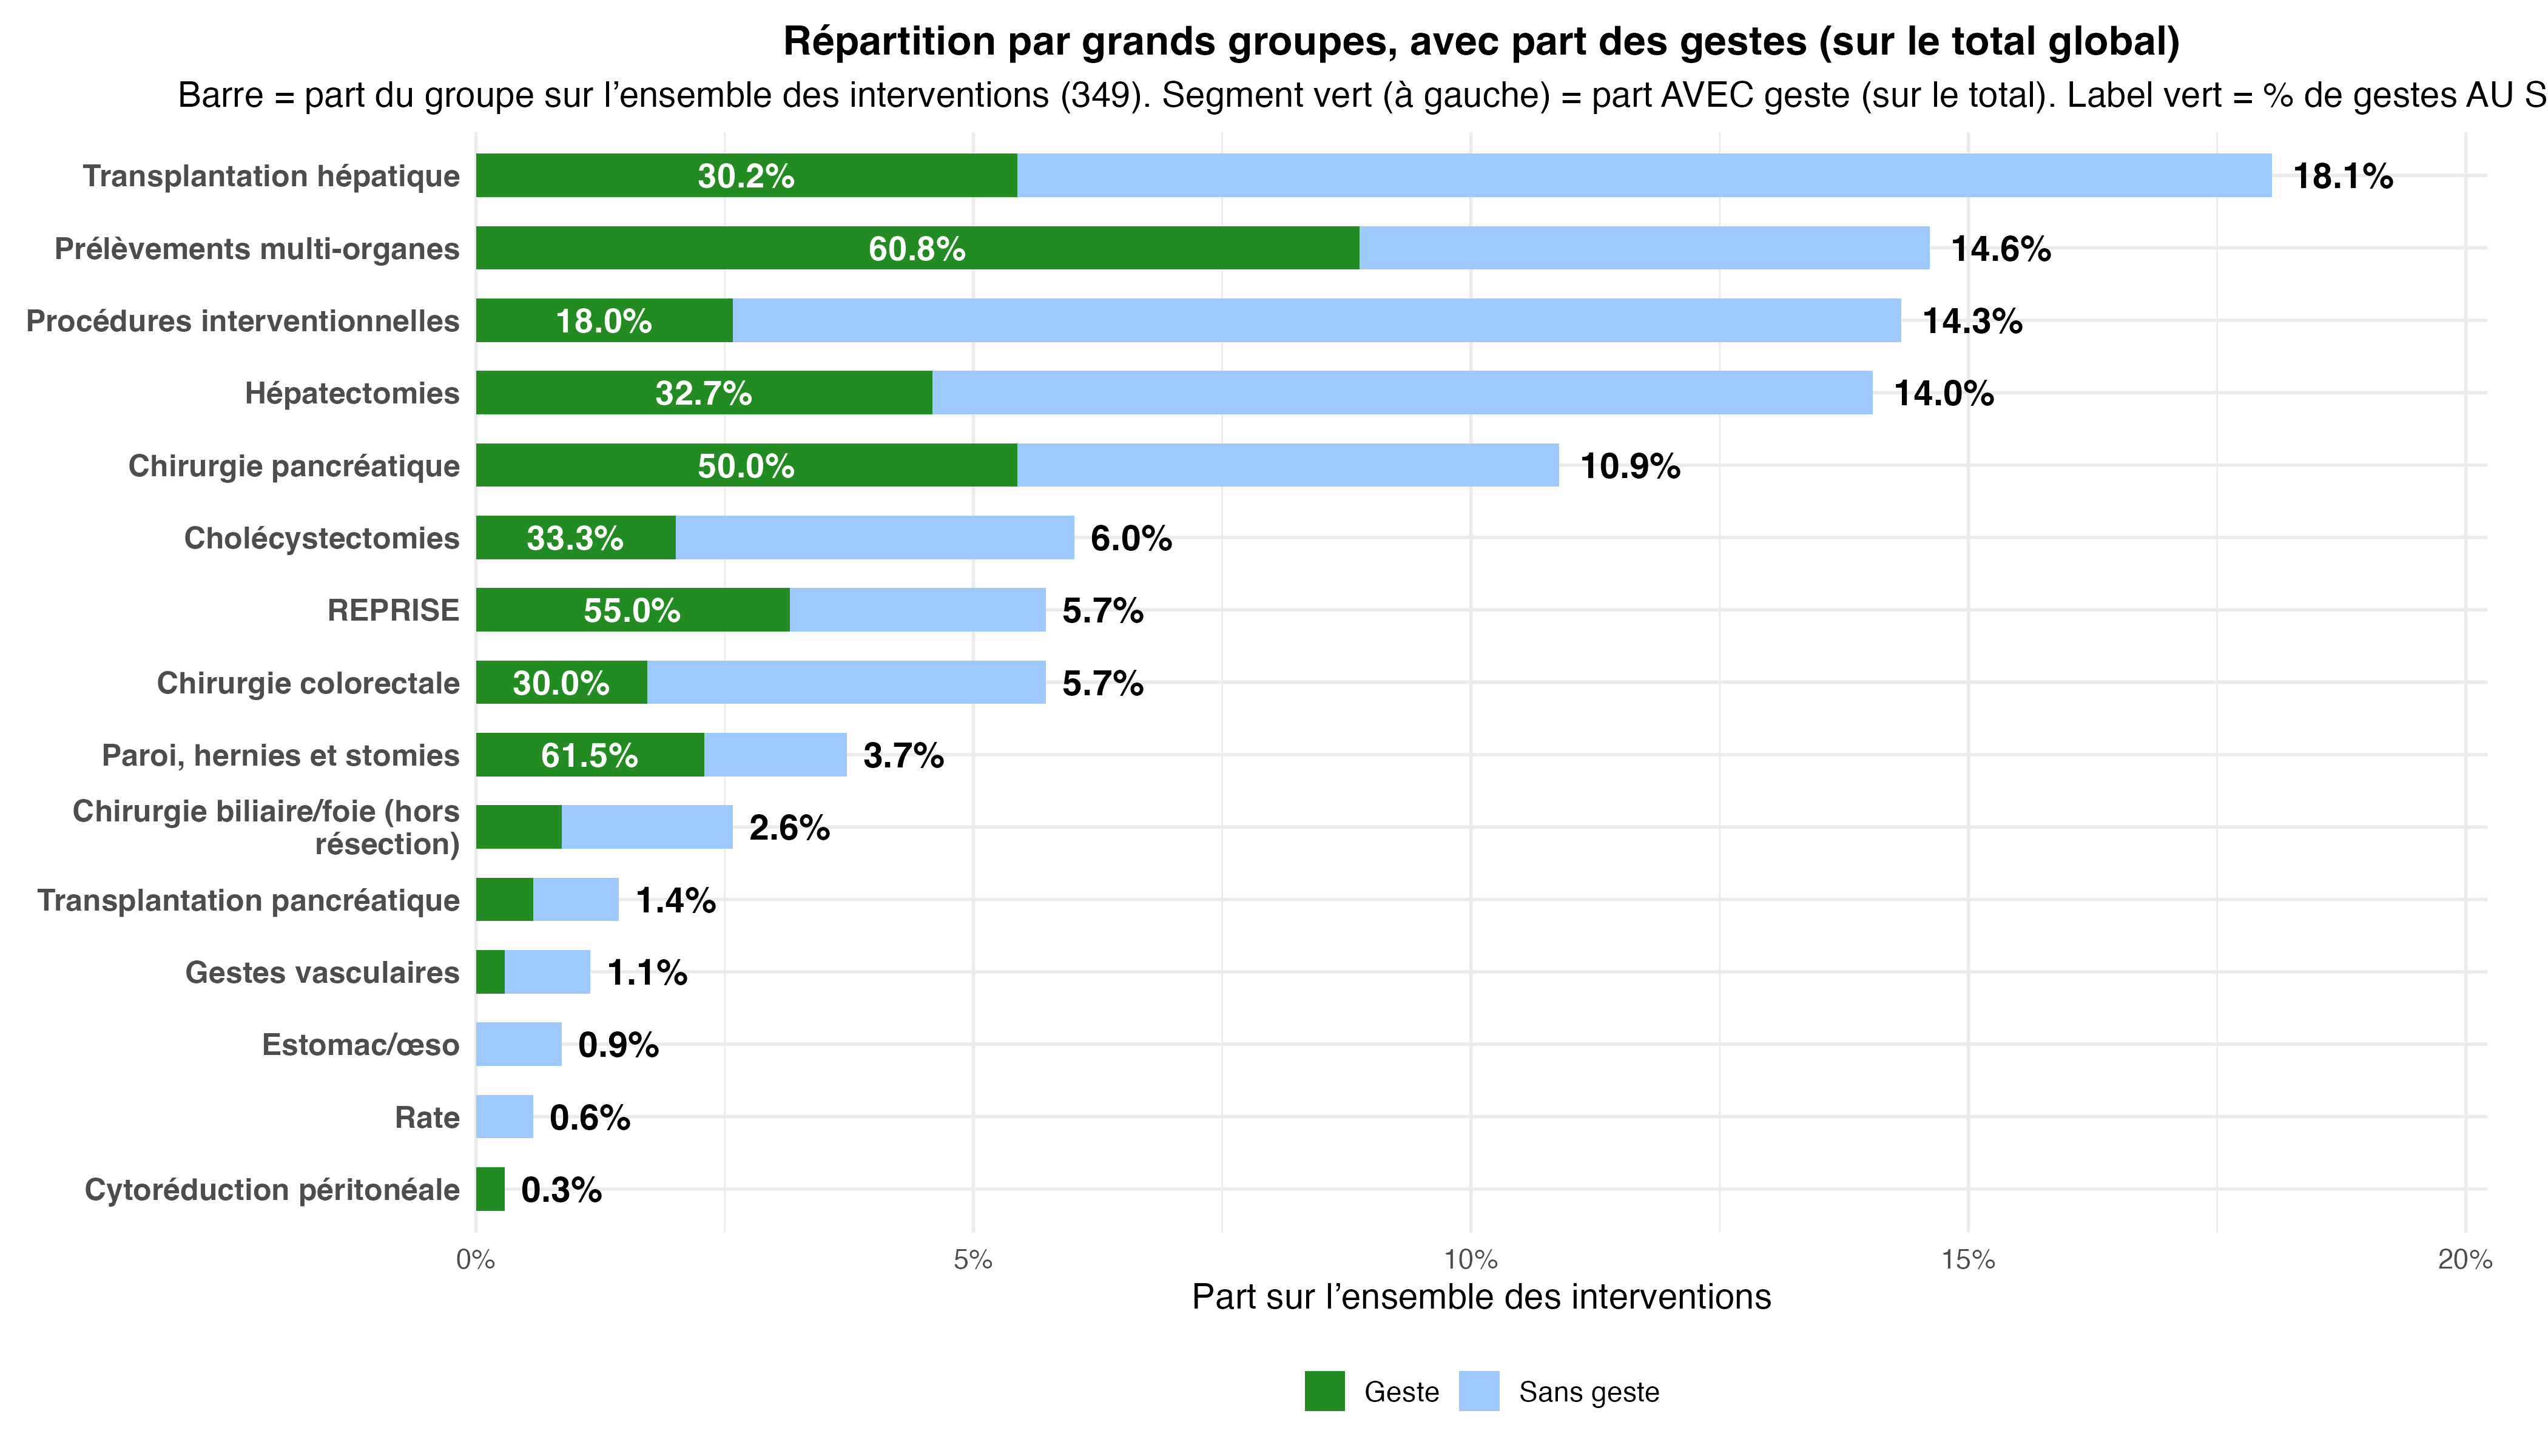 Répartition par grands groupes, avec part des gestes (sur le total global)
Barre = part du groupe sur l’ensemble des interventions (349). Segment vert (à gauche) = part AVEC geste (sur le total). Label vert = % de gestes AU S
Transplantation hépatique 30.2% 18.1%
Prélèvements multi-organes 60.8% 14.6%
Procédures interventionnelles 18.0% 14.3%
Hépatectomies 32.7% 14.0%
Chirurgie pancréatique 50.0% 10.9%
Cholécystectomies 33.3% 6.0%
REPRISE 55.0% 5.7%
Chirurgie colorectale 30.0% 5.7%
Paroi, hernies et stomies 61.5% 3.7%
Chirurgie biliaire/foie (hors
résection) 2.6%
Transplantation pancréatique 1.4%
Gestes vasculaires 1.1%
Estomac/œso 0.9%
Rate 0.6%
Cytoréduction péritonéale 0.3%
0% 5% 10% 15% 20%
Part sur l’ensemble des interventions
Geste Sans geste